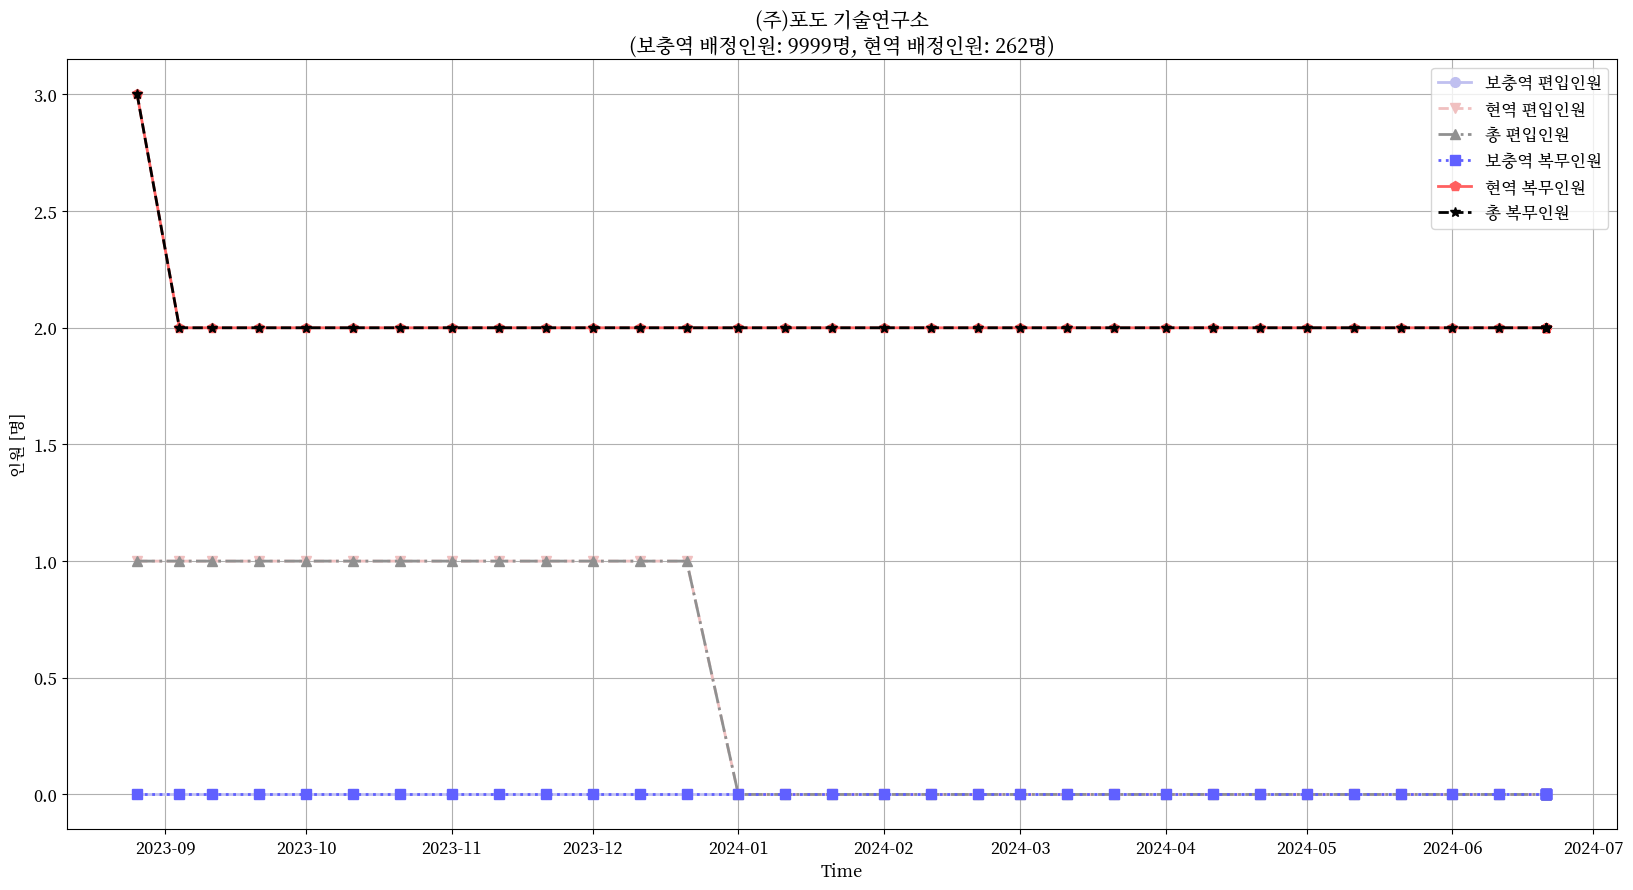 (주)포도 기술연구소
(보충역 배정인원: 9999명, 현역 배정인원: 262명)
보충역 편입인원
현역 편입인원
총 편입인원
보충역 복무인원
현역 복무인원
총 복무인원
3.0
2.5
2.0
1.5
1.0
0.5
0.0
인원 [명]
2023-09
2023-10
2023-11
2023-12
2024-01
2024-02
2024-03
2024-04
2024-05
2024-06
2024-07
Time